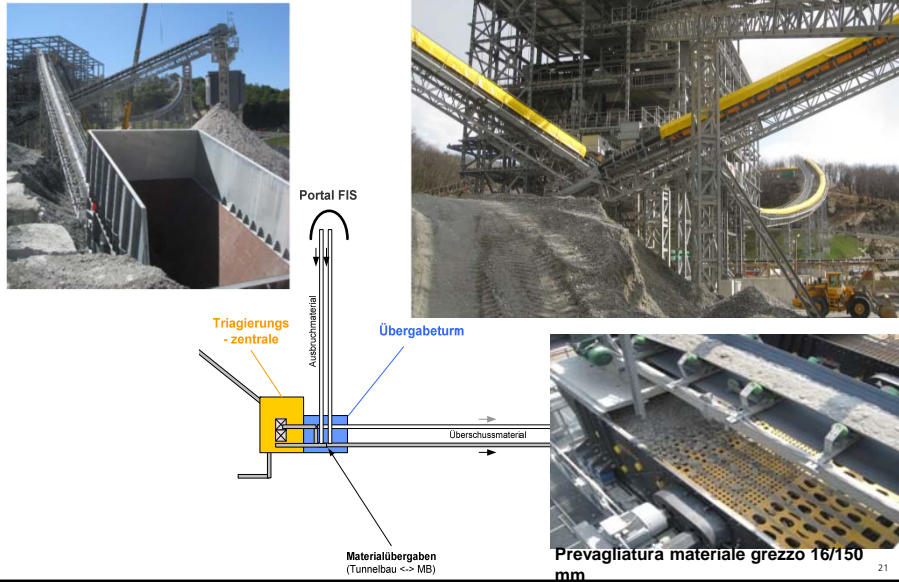 Portal FIS
Ausbruchmaterial
Triagierungs
- zentrale
Übergabeturm
Überschussmaterial
Materialübergaben
(Tunnelbau <-> MB)
Prevagliatura materiale grezzo 16/150
mm
21